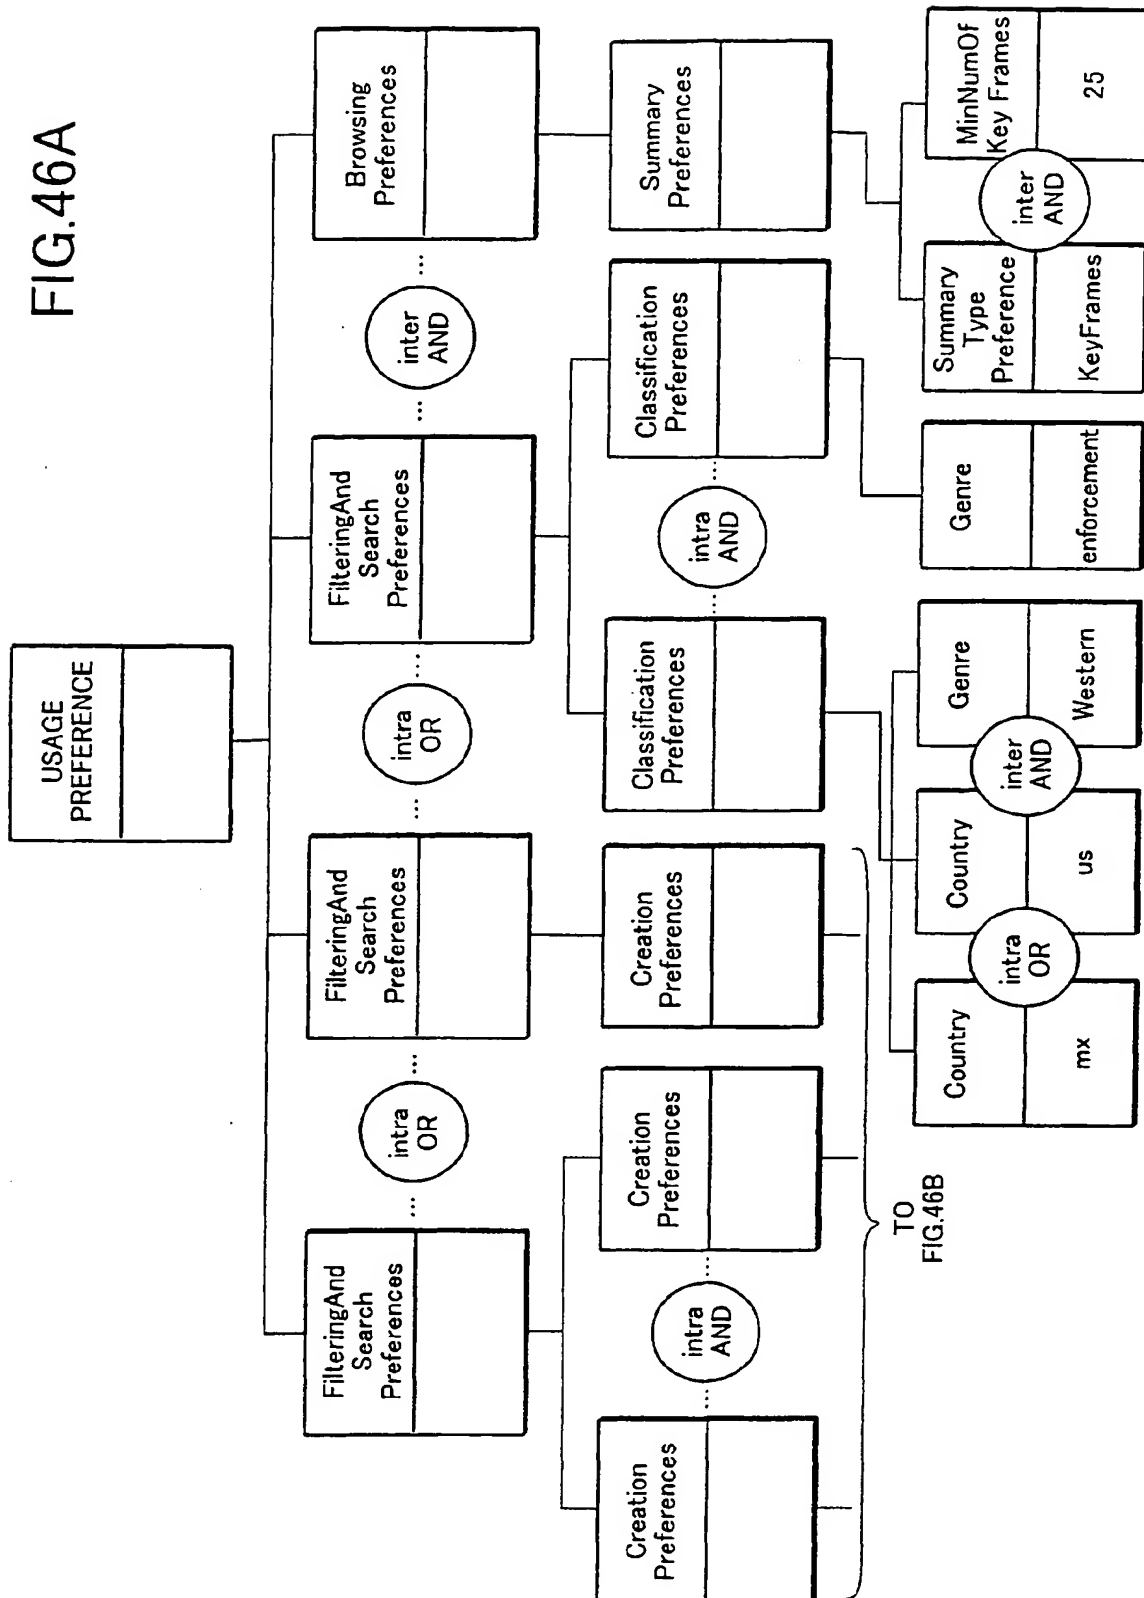 FIG.46A
USAGE
PREFERENCE
FilteringAnd
Search
Preferences
...
intra
OR
...
FilteringAnd
Search
Preferences
...
intra
OR
...
FilteringAnd
Search
Preferences
...
inter
AND
...
Browsing
Preferences
Creation
Preferences
...
intra
AND
...
Creation
Preferences
Creation
Preferences
Classification
Preferences
...
intra
AND
...
Classification
Preferences
Summary
Preferences
TO
FIG.46B
Country
mx
intra
OR
Country
us
inter
AND
Genre
Western
Genre
enforcement
Summary
Type
Preference
KeyFrames
inter
AND
MinNumOf
Key Frames
25